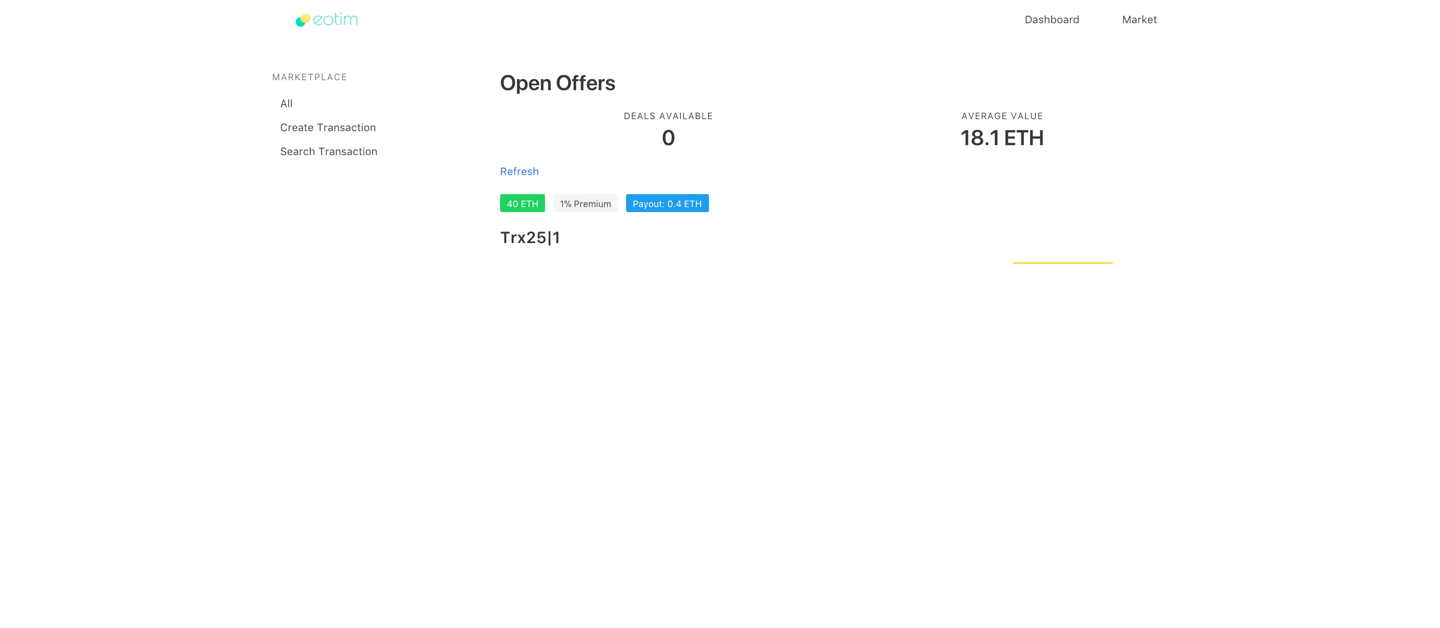 eotim
Dashboard
Market
MARKETPLACE
All
Create Transaction
Search Transaction
Open Offers
DEALS AVAILABLE
0
AVERAGE VALUE
18.1 ETH
Refresh
40 ETH
1% Premium
Payout: 0.4 ETH
Trx25|1